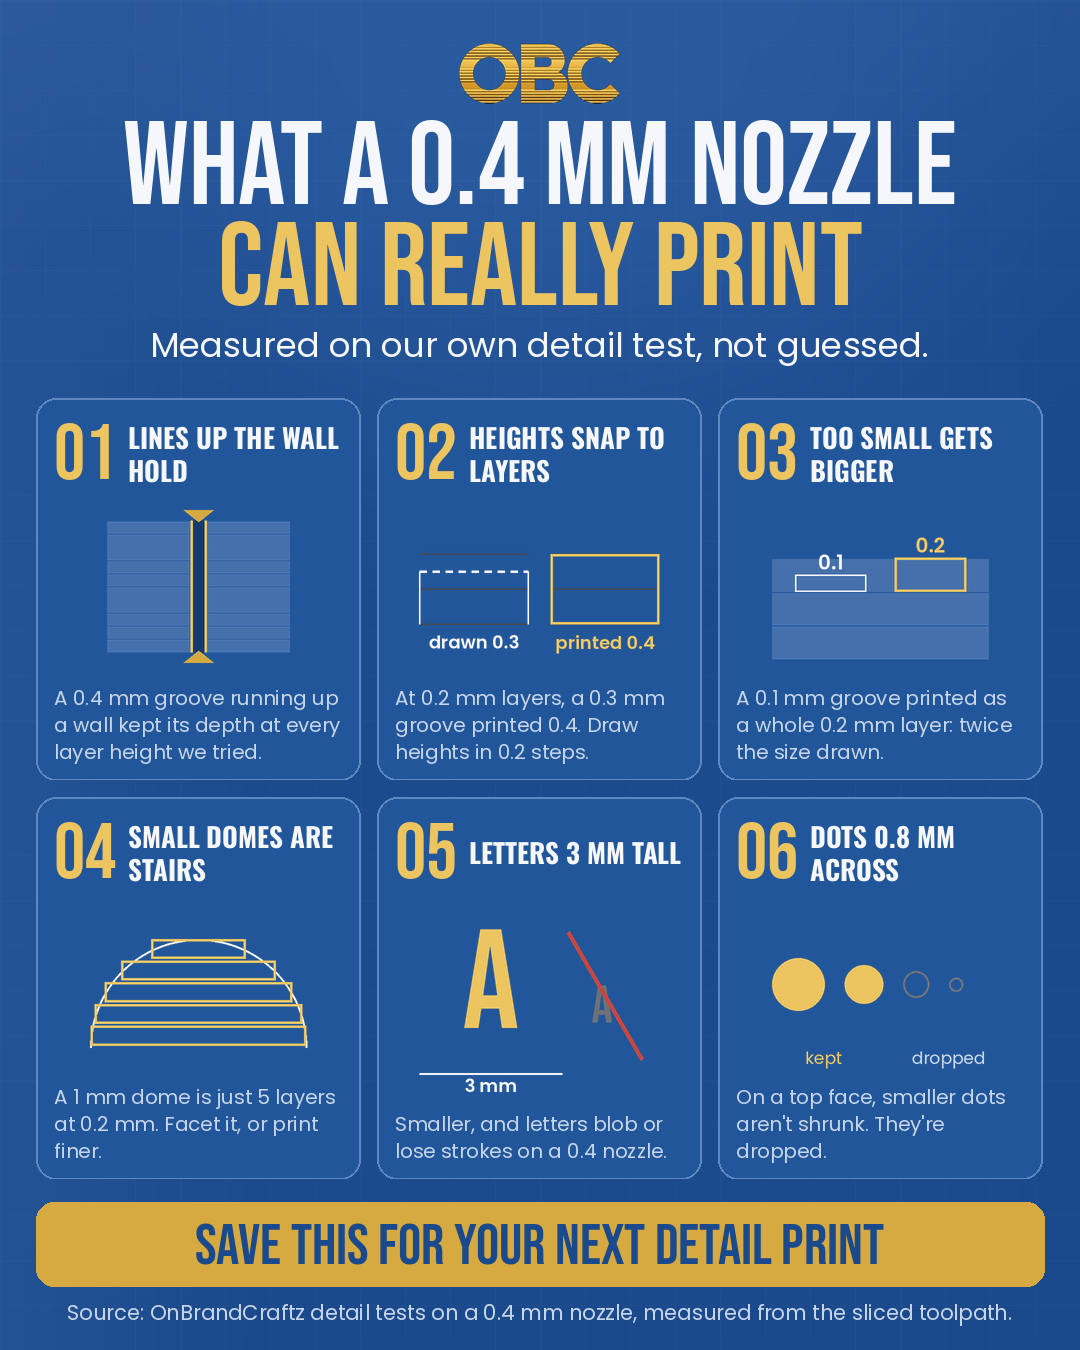 OBC
WHAT A 0.4 MM NOZZLE
CAN REALLY PRINT
Measured on our own detail test, not guessed.
01
LINES UP THE WALL
HOLD
A 0.4 mm groove running up
a wall kept its depth at every
layer height we tried.
02
HEIGHTS SNAP TO
LAYERS
drawn 0.3
printed 0.4
At 0.2 mm layers, a 0.3 mm
groove printed 0.4. Draw
heights in 0.2 steps.
03
TOO SMALL GETS
BIGGER
0.1
0.2
A 0.1 mm groove printed as
a whole 0.2 mm layer: twice
the size drawn.
04
SMALL DOMES ARE
STAIRS
A 1 mm dome is just 5 layers
at 0.2 mm. Facet it, or print
finer.
05
LETTERS 3 MM TALL
A
A
3 mm
Smaller, and letters blob or
lose strokes on a 0.4 nozzle.
06
DOTS 0.8 MM
ACROSS
kept
dropped
On a top face, smaller dots
aren't shrunk. They're
dropped.
SAVE THIS FOR YOUR NEXT DETAIL PRINT
Source: OnBrandCraftz detail tests on a 0.4 mm nozzle, measured from the sliced toolpath.